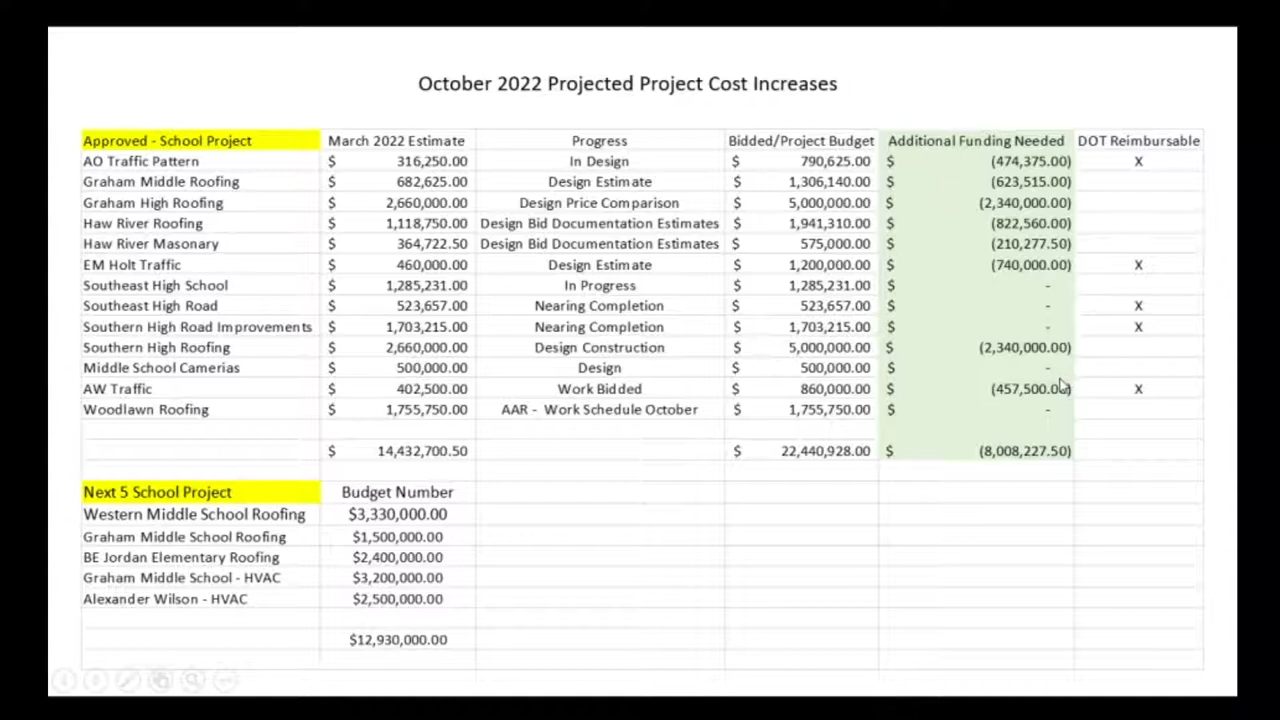 October 2022 Projected Project Cost Increases
Approved - School Project March 2022 Estimate Progress Bidded/Project Budget Additional Funding Needed DOT Reimbursable
AO Traffic Pattern $ 316,250.00 In Design $ 790,625.00 $ (474,375.00) X
Graham Middle Roofing $ 682,625.00 Design Estimate $ 1,306,140.00 $ (623,515.00)
Graham High Roofing $ 2,660,000.00 Design Price Comparison $ 5,000,000.00 $ (2,340,000.00)
Haw River Roofing $ 1,118,750.00 Design Bid Documentation Estimates $ 1,941,310.00 $ (822,560.00)
Haw River Masonary $ 364,722.50 Design Bid Documentation Estimates $ 575,000.00 $ (210,277.50)
EM Holt Traffic $ 460,000.00 Design Estimate $ 1,200,000.00 $ (740,000.00) X
Southeast High School $ 1,285,231.00 In Progress $ 1,285,231.00 $ -
Southeast High Road $ 523,657.00 Nearing Completion $ 523,657.00 $ - X
Southern High Road Improvements $ 1,703,215.00 Nearing Completion $ 1,703,215.00 $ - X
Southern High Roofing $ 2,660,000.00 Design Construction $ 5,000,000.00 $ (2,340,000.00)
Middle School Camerias $ 500,000.00 Design $ 500,000.00 $ -
AW Traffic $ 402,500.00 Work Bidded $ 860,000.00 $ (457,500.00) X
Woodlawn Roofing $ 1,755,750.00 AAR - Work Schedule October $ 1,755,750.00 $ -
$ 14,432,700.50 $ 22,440,928.00 $ (8,008,227.50)
Next 5 School Project Budget Number
Western Middle School Roofing $3,330,000.00
Graham Middle School Roofing $1,500,000.00
BE Jordan Elementary Roofing $2,400,000.00
Graham Middle School - HVAC $3,200,000.00
Alexander Wilson - HVAC $2,500,000.00
$12,930,000.00